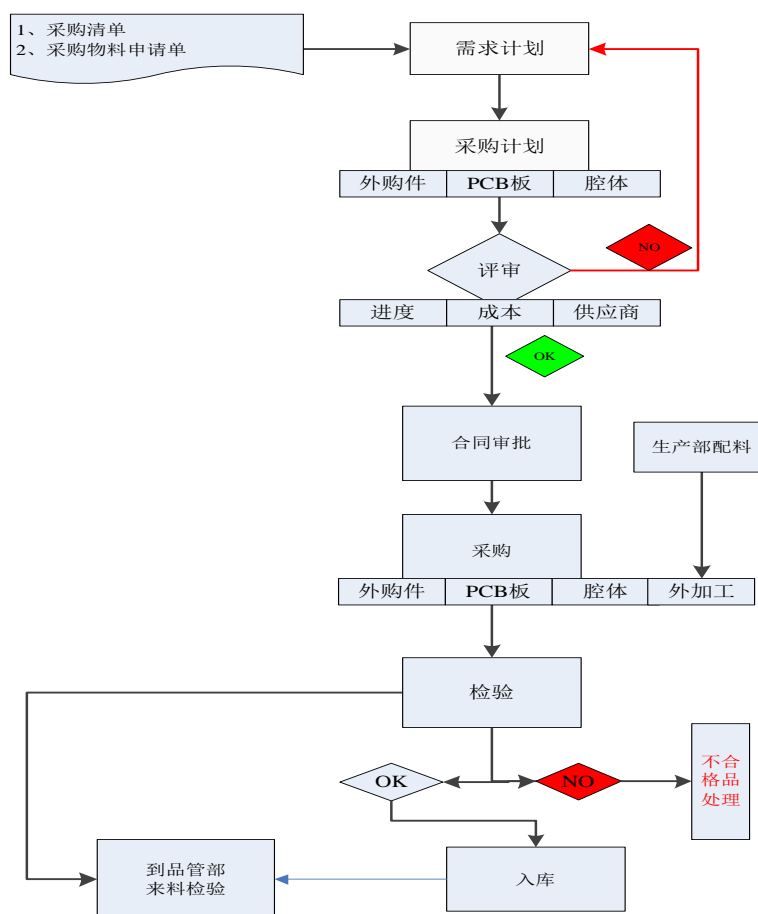 1、采购清单
2、采购物料申请单
需求计划
采购计划
外购件 PCB板 腔体
NO
评审
进度 成本 供应商
OK
合同审批
生产部配料
采购
外购件 PCB板 腔体 外加工
检验
不合
格品
处理
OK NO
到品管部
来料检验
入库